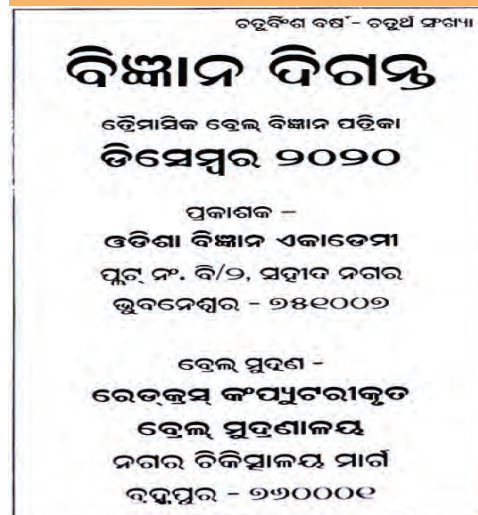 ଚତୁର୍ବିଂଶ ବର୍ଷ - ଚତୁର୍ଥ ସଂଖ୍ୟା
ବିଜ୍ଞାନ ଦିଗନ୍ତ
ତ୍ରୈମାସିକ ବ୍ରେଲ୍ ବିଜ୍ଞାନ ପତ୍ରିକା
ଡିସେମ୍ବର ୨୦୨୦
ପ୍ରକାଶକ –
ଓଡିଶା ବିଜ୍ଞାନ ଏକାଡେମୀ
ପ୍ଲଟ୍ ନଂ. ବି/୨, ସହୀଦ ନଗର
ଭୁବନେଶ୍ୱର - ୭୫୧୦୦୭
ବ୍ରେଲ୍ ମୁଦ୍ରଣ -
ରେଡକ୍ରସ୍ କଂପ୍ୟୁଟରୀକୃତ
ବ୍ରେଲ୍ ମୁଦ୍ରଣାଳୟ
ନଗର ଚିକିତ୍ସାଳୟ ମାର୍ଗ
ବ୍ରହ୍ମପୁର - ୭୬୦୦୦୧